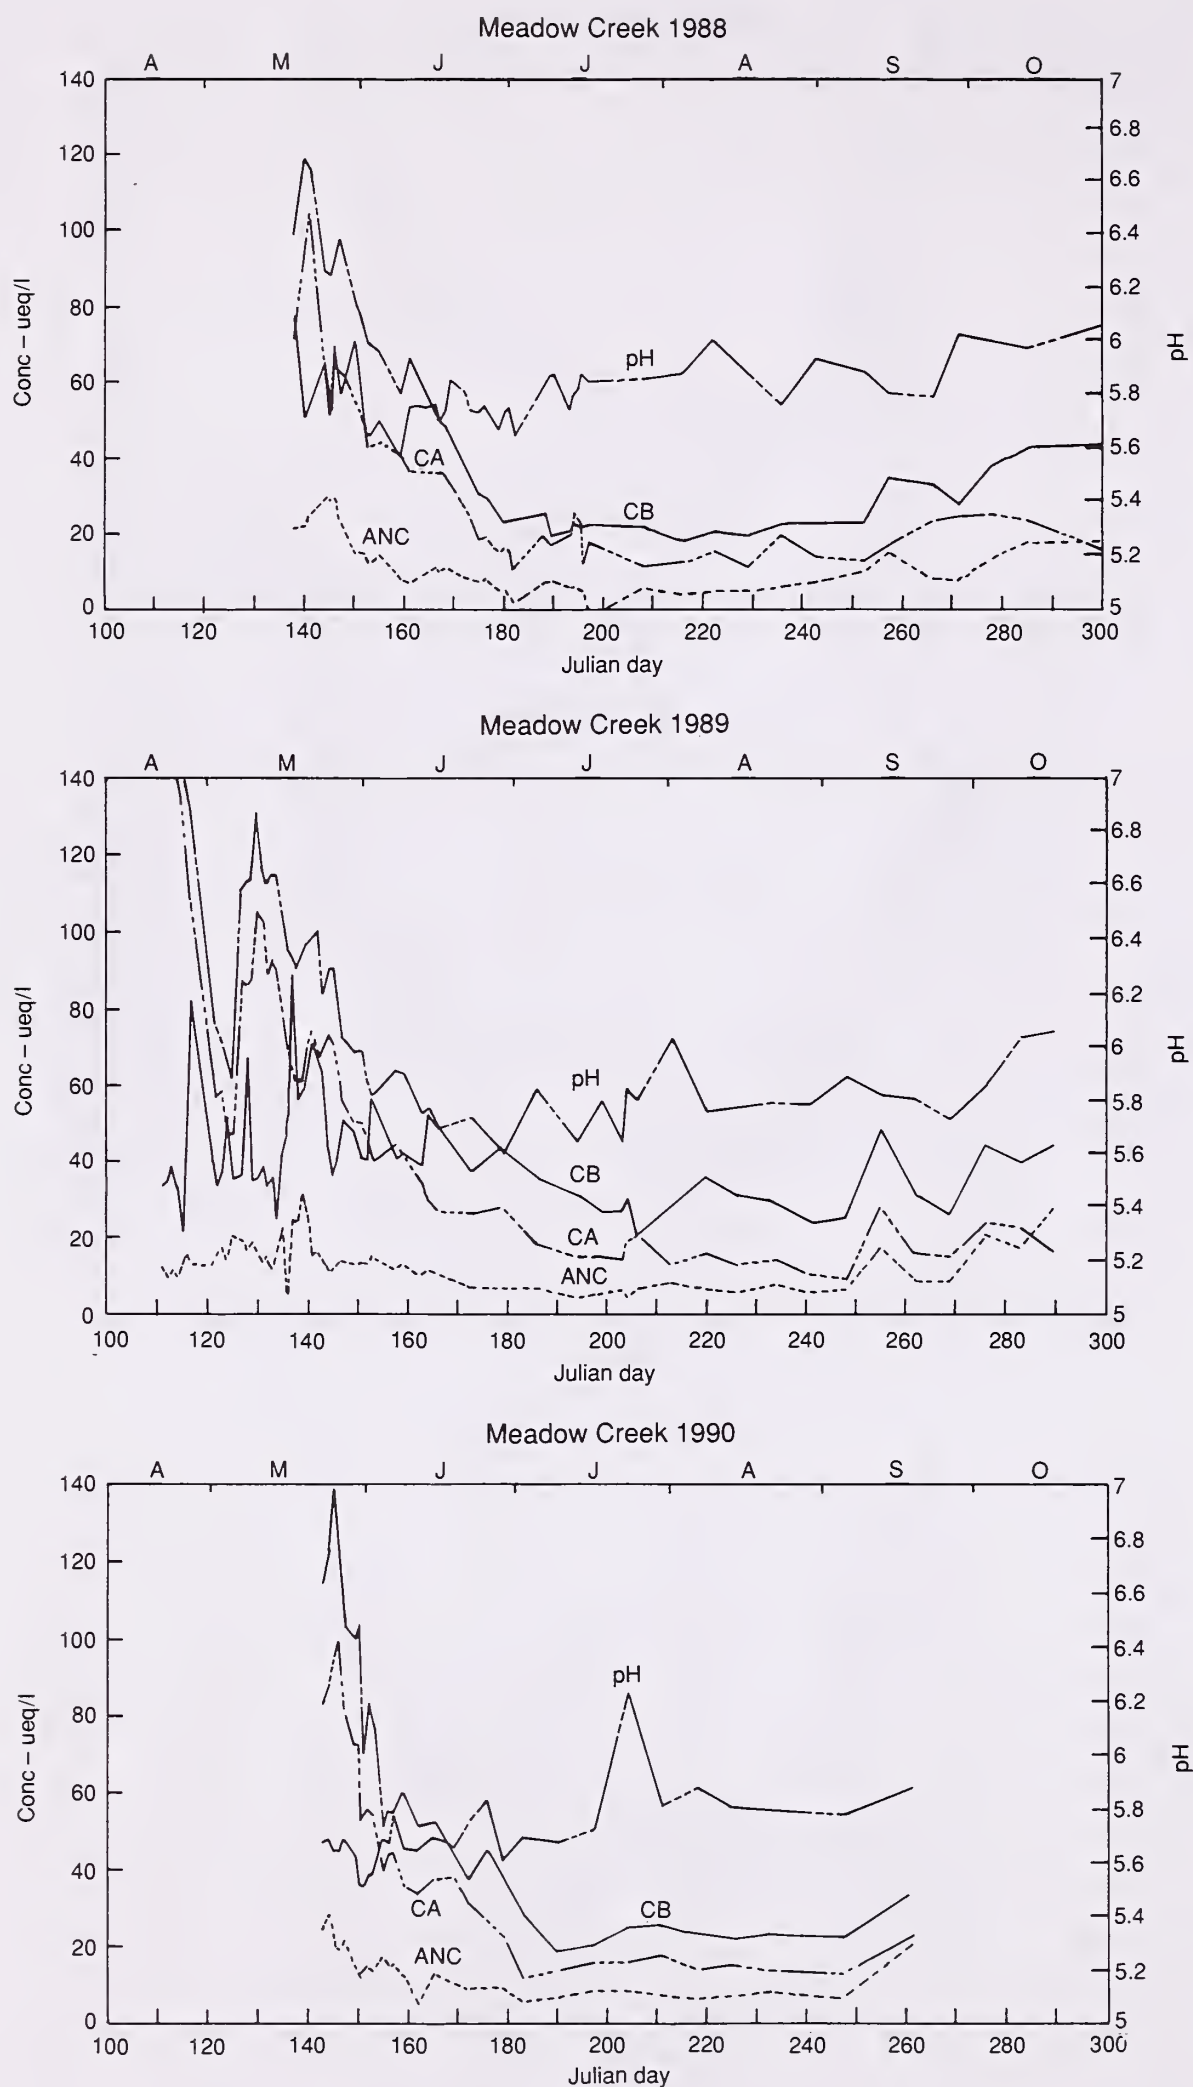 Meadow Creek 1988
A M J J A S O
140 7
6.8
120
6.6
100 6.4
6.2
80
6
pH
60
5.8
40 CA 5.6
CB
5.4
20 ANC
5.2
0 5
Conc – ueq/l
pH
100 120 140 160 180 200 220 240 260 280 300
Julian day
Meadow Creek 1989
A M J J A S O
140 7
6.8
120
6.6
100 6.4
6.2
80
6
pH
60
5.8
40 5.6
CB
5.4
20 CA
5.2
ANC
0 5
Conc – ueq/l
pH
100 120 140 160 180 200 220 240 260 280 300
Julian day
Meadow Creek 1990
A M J J A S O
140 7
6.8
120
6.6
100 6.4
pH
6.2
80
6
60
5.8
40 5.6
CA CB
5.4
20 ANC
5.2
0 5
Conc – ueq/l
pH
100 120 140 160 180 200 220 240 260 280 300
Julian day